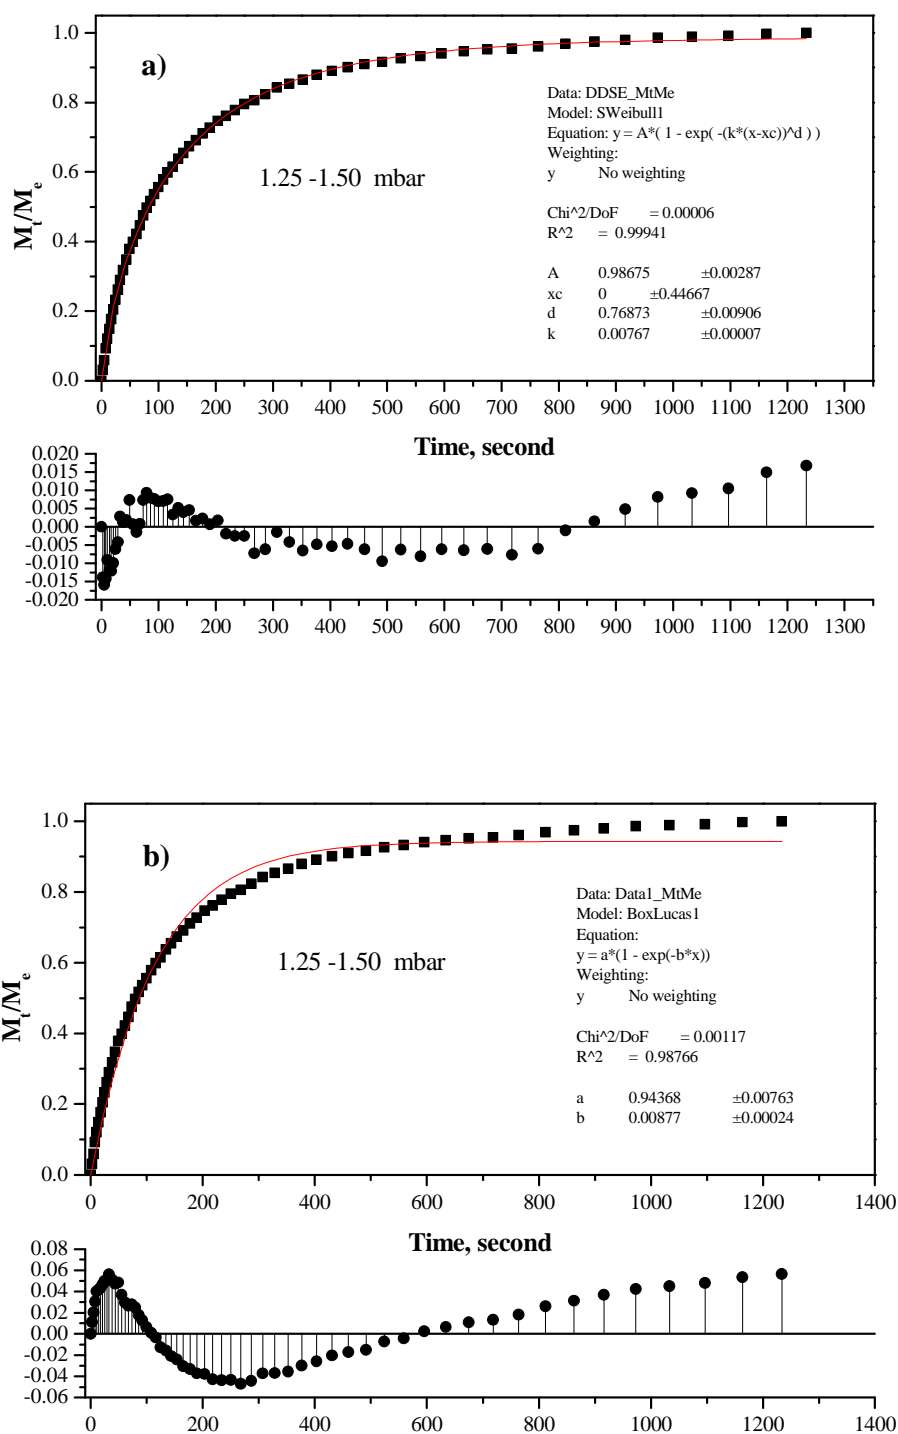 a)
1.0
0.8
0.6
0.4
0.2
0.0
Mt/Me
1.25 -1.50 mbar
Data: DDSE_MtMe
Model: SWeibull1
Equation: y = A*( 1 - exp( -(k*(x-xc))^d ) )
Weighting:
y No weighting
Chi^2/DoF = 0.00006
R^2 = 0.99941
A 0.98675 ±0.00287
xc 0 ±0.44667
d 0.76873 ±0.00906
k 0.00767 ±0.00007
0 100 200 300 400 500 600 700 800 900 1000 1100 1200 1300
Time, second
0.020
0.010
0.005
0.000
-0.005
-0.010
-0.015
-0.020
0 100 200 300 400 500 600 700 800 900 1000 1100 1200 1300
b)
1.0
0.8
0.6
0.4
0.2
0.0
Mt/Me
1.25 -1.50 mbar
Data: Data1_MtMe
Model: BoxLucas1
Equation:
y = a*(1 - exp(-b*x))
Weighting:
y No weighting
Chi^2/DoF = 0.00117
R^2 = 0.98766
a 0.94368 ±0.00763
b 0.00877 ±0.00024
0 200 400 600 800 1000 1200 1400
Time, second
0.08
0.06
0.04
0.02
0.00
-0.02
-0.04
-0.06
0 200 400 600 800 1000 1200 1400